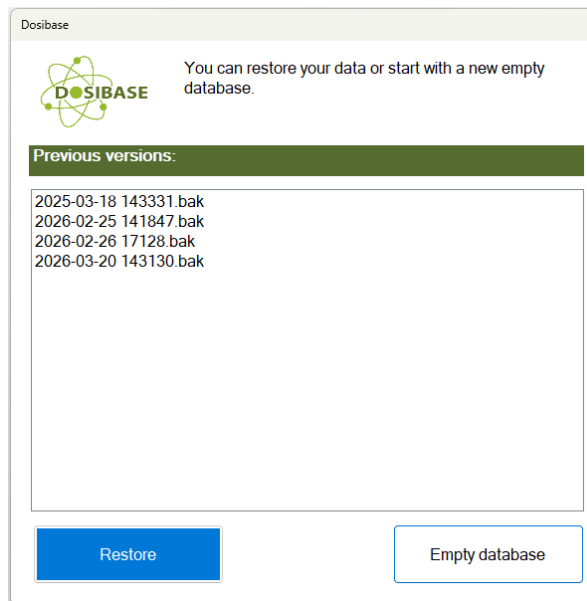 Dosibase
DOSIBASE
You can restore your data or start with a new empty
database.
Previous versions:
2025-03-18 143331.bak
2026-02-25 141847.bak
2026-02-26 17128.bak
2026-03-20 143130.bak
Restore
Empty database